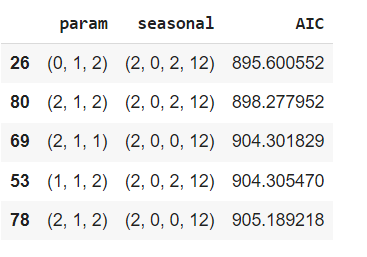 param seasonal AIC
26 (0, 1, 2) (2, 0, 2, 12) 895.600552
80 (2, 1, 2) (2, 0, 2, 12) 898.277952
69 (2, 1, 1) (2, 0, 0, 12) 904.301829
53 (1, 1, 2) (2, 0, 2, 12) 904.305470
78 (2, 1, 2) (2, 0, 0, 12) 905.189218